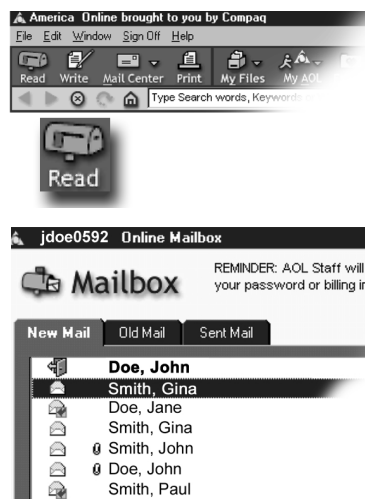 America Online brought to you by Compaq
File Edit Window Sign Off Help
Read Write Mail Center Print My Files My AOL
Type Search words, Keywords
Read
jdoe0592 Online Mailbox
Mailbox
REMINDER: AOL Staff will
your password or billing
New Mail Old Mail Sent Mail
Doe, John
Smith, Gina
Doe, Jane
Smith, Gina
Smith, John
Doe, John
Smith, Paul